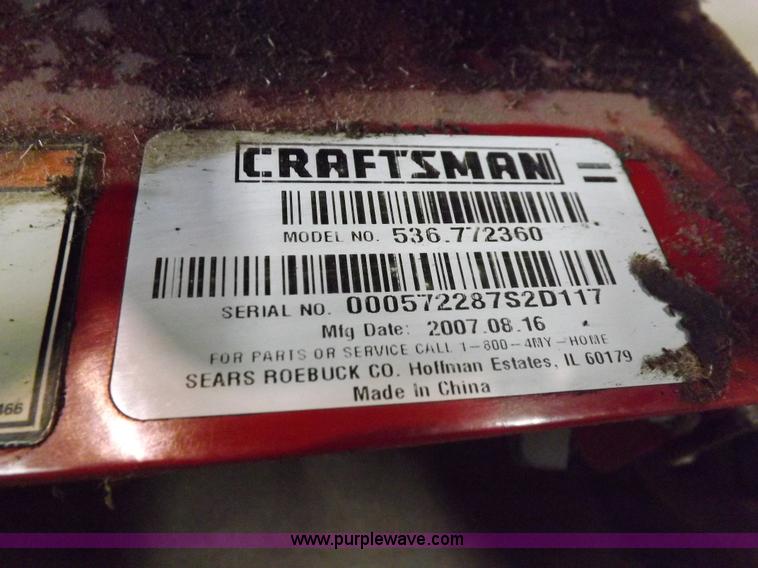 CRAFTSMAN
MODEL NO. 536.772360
SERIAL NO. 000572287S2D117
Mfg Date: 2007.08.16
FOR PARTS OR SERVICE CALL 1-800-4MY-HOME
SEARS ROEBUCK CO. Hoffman Estates, IL 60179
Made in China
466
www.purplewave.com